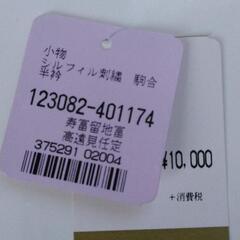 小物
ミルフィル刺繍 駒合
半衿
123082-401174
寿富留地富
高遠見任定
375291 02004
¥10,000
+消費税